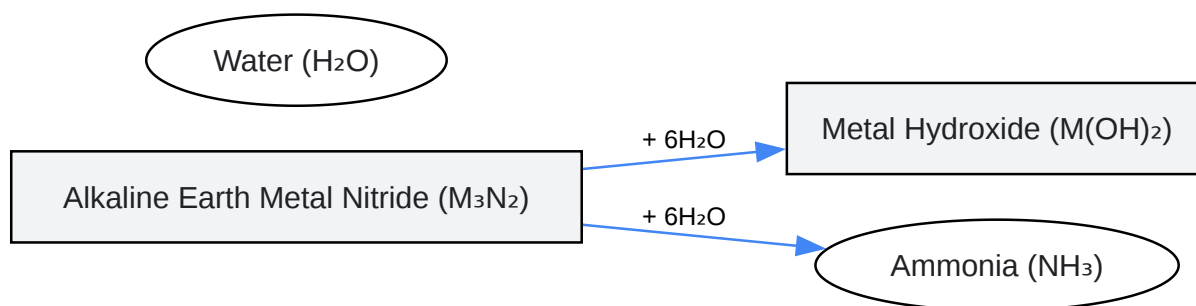 Water (H₂O)
Alkaline Earth Metal Nitride (M₃N₂)
+ 6H₂O
+ 6H₂O
Metal Hydroxide (M(OH)₂)
Ammonia (NH₃)